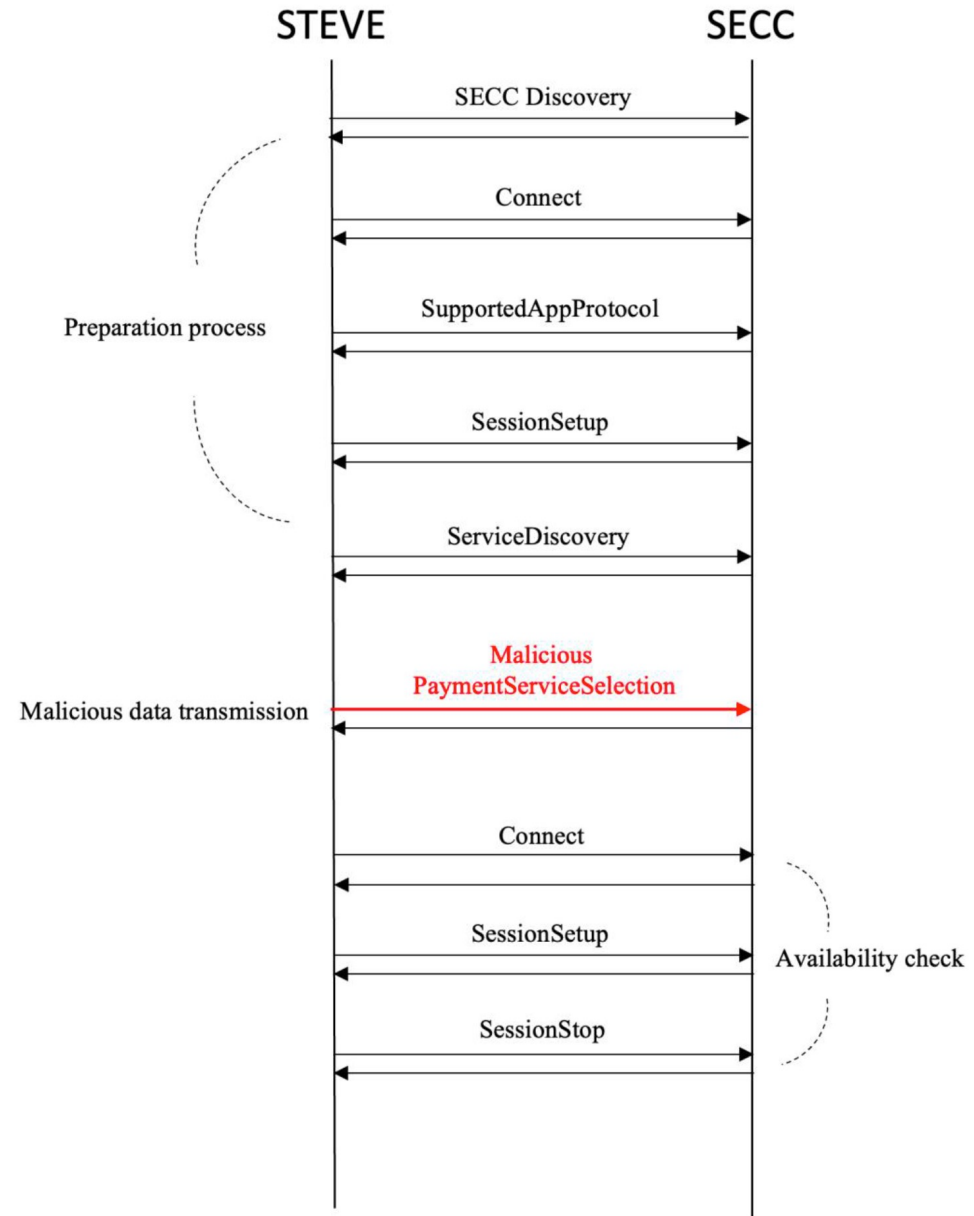 STEVE
SECC
SECC Discovery
Connect
SupportedAppProtocol
Preparation process
SessionSetup
ServiceDiscovery
Malicious
PaymentServiceSelection
Malicious data transmission
Connect
SessionSetup
Availability check
SessionStop